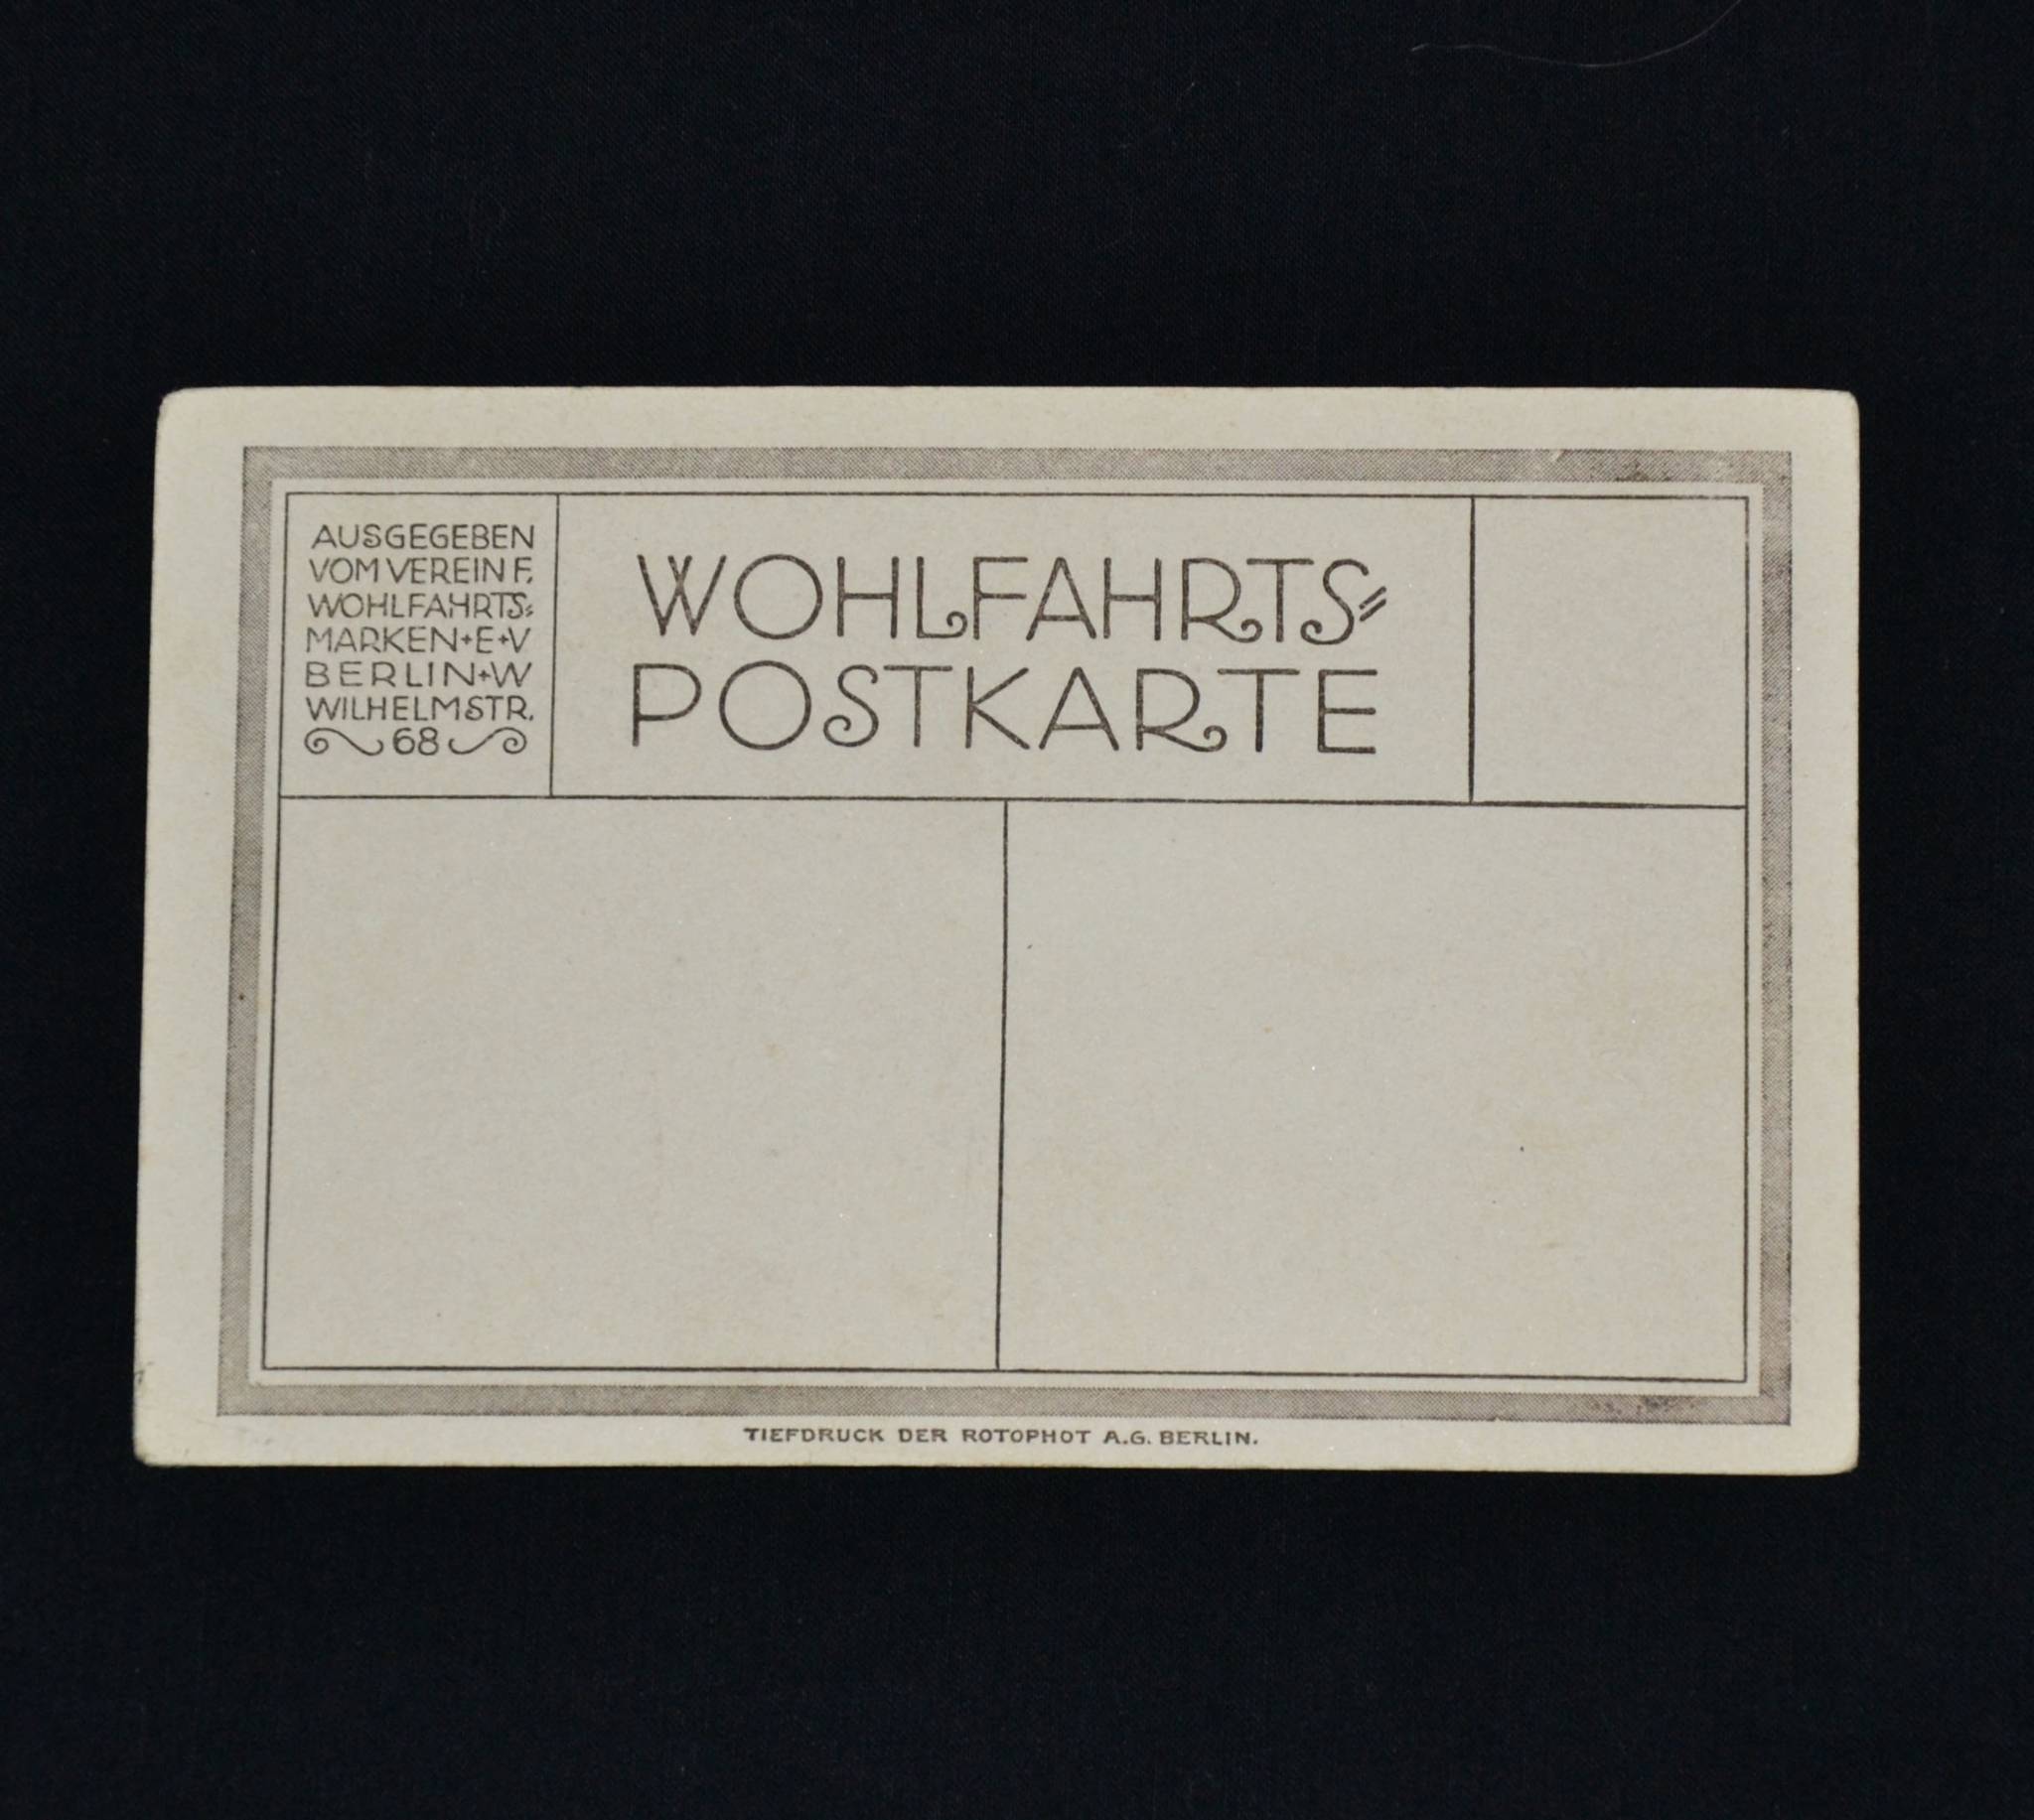 AUSGEGEBEN
VOM VEREIN F.
WOHLFAHRTS=
MARKEN+E+V
BERLIN+W
WILHELMSTR.
68
WOHLFAHRTS=
POSTKARTE
TIEFDRUCK DER ROTOPHOT A.G. BERLIN.